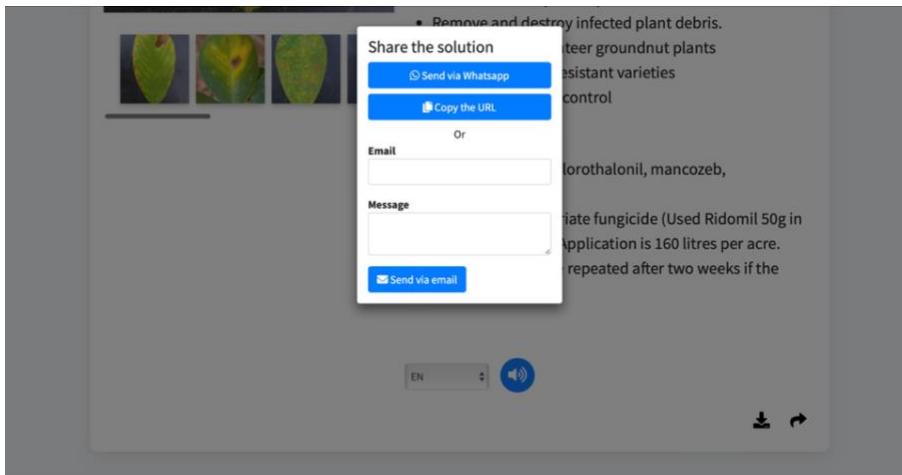 Remove and destroy infected plant debris.
Share the solution
teer groundnut plants
Send via Whatsapp
esistant varieties
Copy the URL
control
Or
Email
lorothalonil, mancozeb,
Message
iate fungicide (Used Ridomil 50g in
Application is 160 litres per acre.
repeated after two weeks if the
Send via email
EN